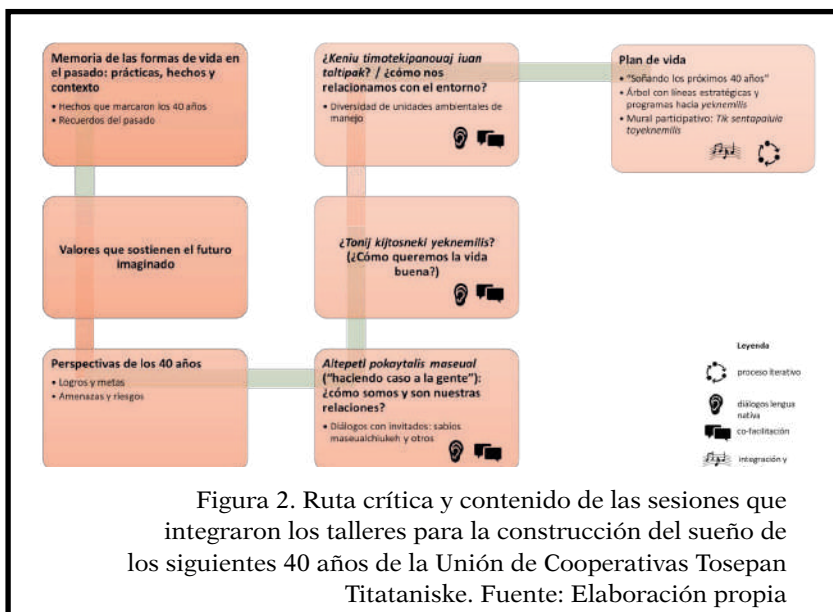 Memoria de las formas de vida en
el pasado: prácticas, hechos y
contexto
• Hechos que marcaron los 40 años
• Recuerdos del pasado
Valores que sostienen el futuro
imaginado
Perspectivas de los 40 años
• Logros y metas
• Amenazas y riesgos
¿Keniu timotekipanouaj iuan
taltipak? / ¿cómo nos
relacionamos con el entorno?
• Diversidad de unidades ambientales de
manejo
¿Tonij kijtosneki yeknemilis?
(¿Cómo queremos la vida
buena?)
Altepetl pokaytalis maseual
("haciendo caso a la gente"):
¿cómo somos y son nuestras
relaciones?
• Diálogos con invitados: sabios
maseualchiukeh y otros
Plan de vida
• "Soñando los próximos 40 años"
• Árbol con líneas estratégicas y
programas hacia yeknemilis
• Mural participativo: Tik sentapaluia
toyeknemilis
Leyenda
proceso iterativo
diálogos lengua
nativa
co-facilitación
integración y
Figura 2. Ruta crítica y contenido de las sesiones que
integraron los talleres para la construcción del sueño de
los siguientes 40 años de la Unión de Cooperativas Tosepan
Titataniske. Fuente: Elaboración propia